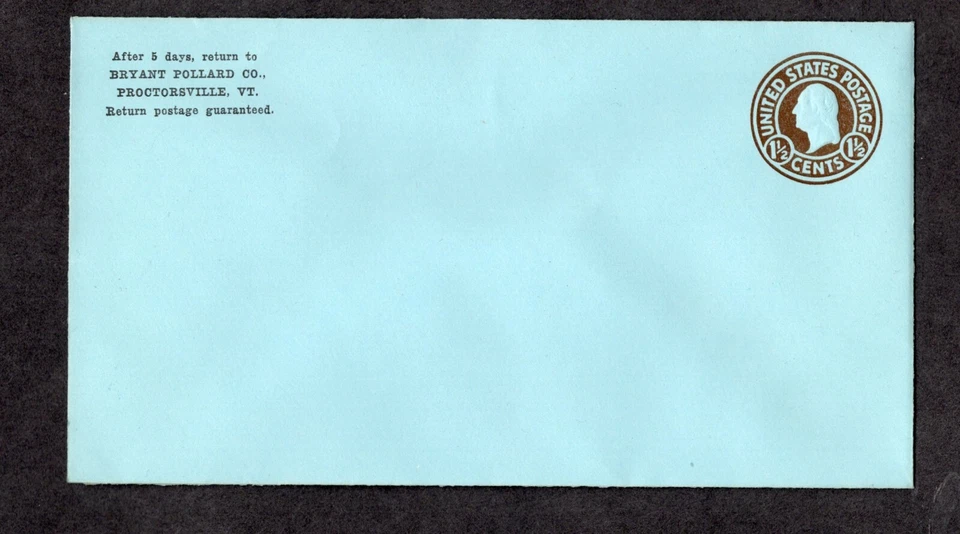 After 5 days, return to
BRYANT POLLARD CO.,
PROCTORSVILLE, VT.
Return postage guaranteed.
UNITED STATES POSTAGE
1½ 1½
CENTS